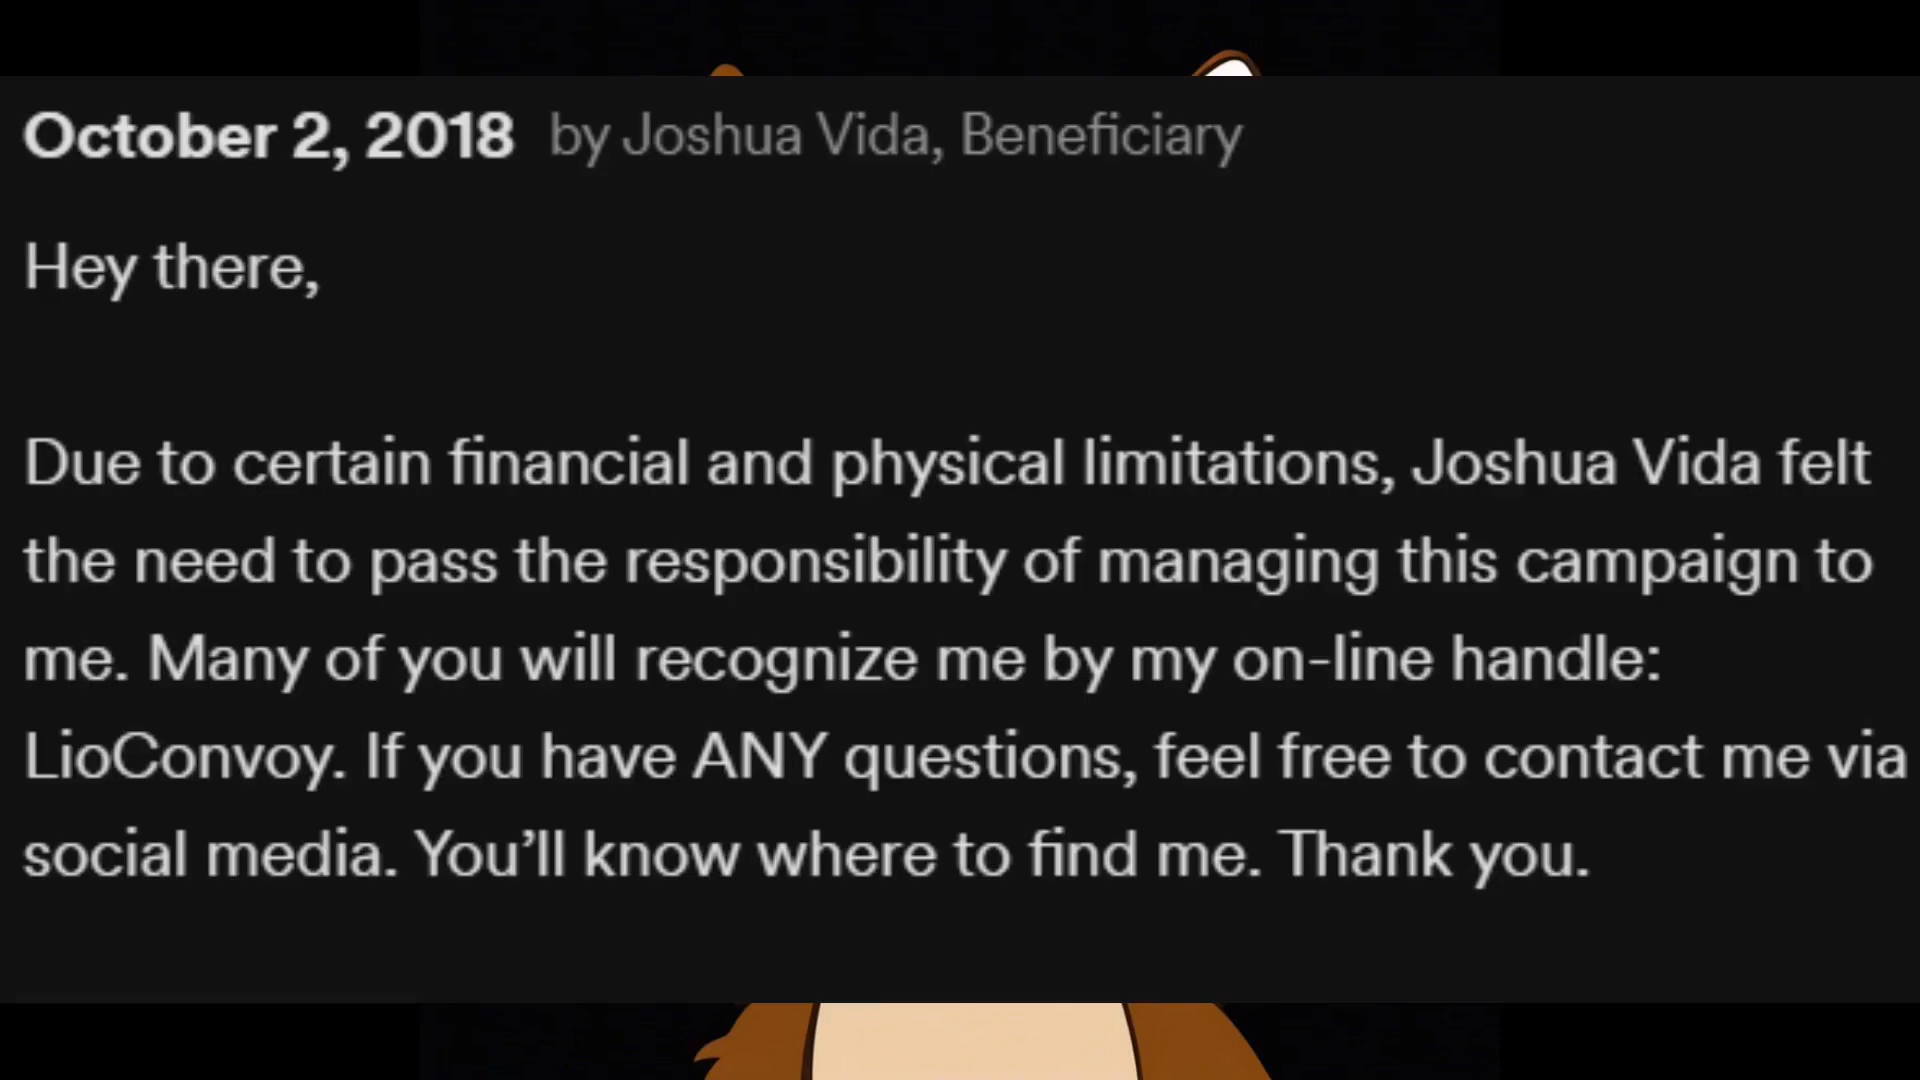 October 2, 2018 by Joshua Vida, Beneficiary
Hey there,
Due to certain financial and physical limitations, Joshua Vida felt
the need to pass the responsibility of managing this campaign to
me. Many of you will recognize me by my on-line handle:
LioConvoy. If you have ANY questions, feel free to contact me via
social media. You’ll know where to find me. Thank you.